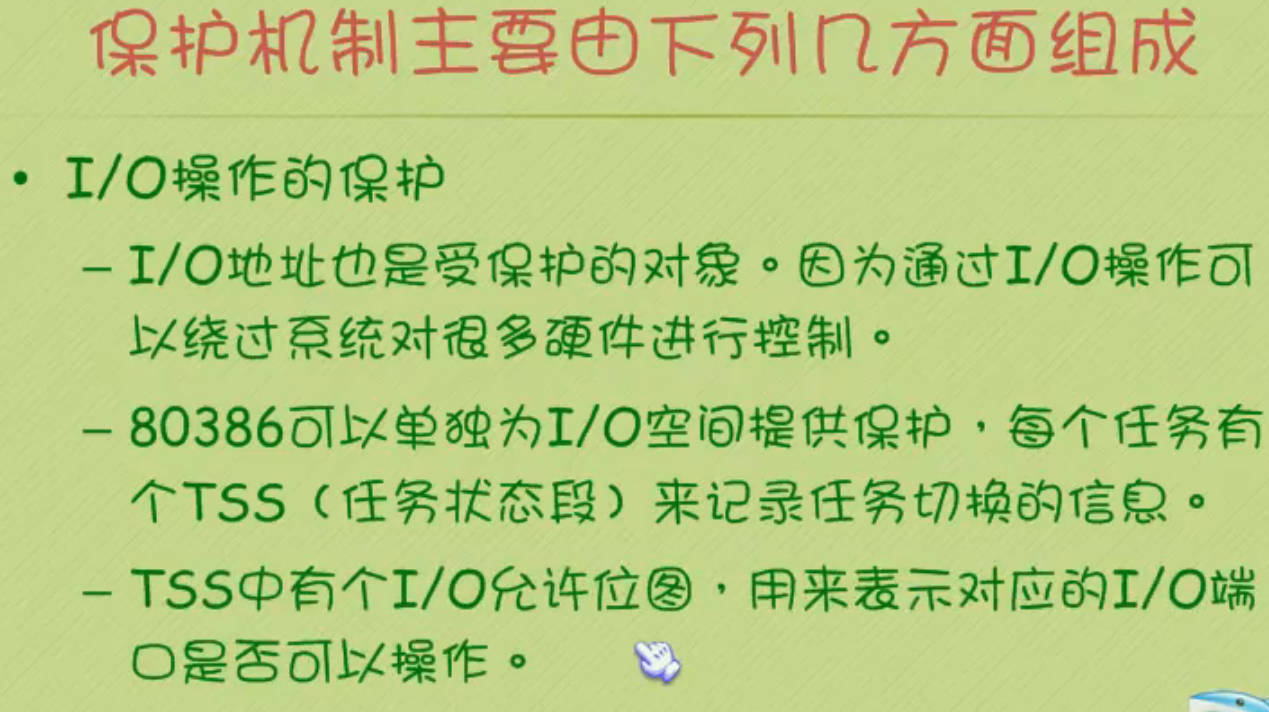 保护机制主要由下列几方面组成
• I/O操作的保护
– I/O地址也是受保护的对象。因为通过I/O操作可
以绕过系统对很多硬件进行控制。
– 80386可以单独为I/O空间提供保护，每个任务有
个TSS（任务状态段）来记录任务切换的信息。
– TSS中有个I/O允许位图，用来表示对应的I/O端
口是否可以操作。